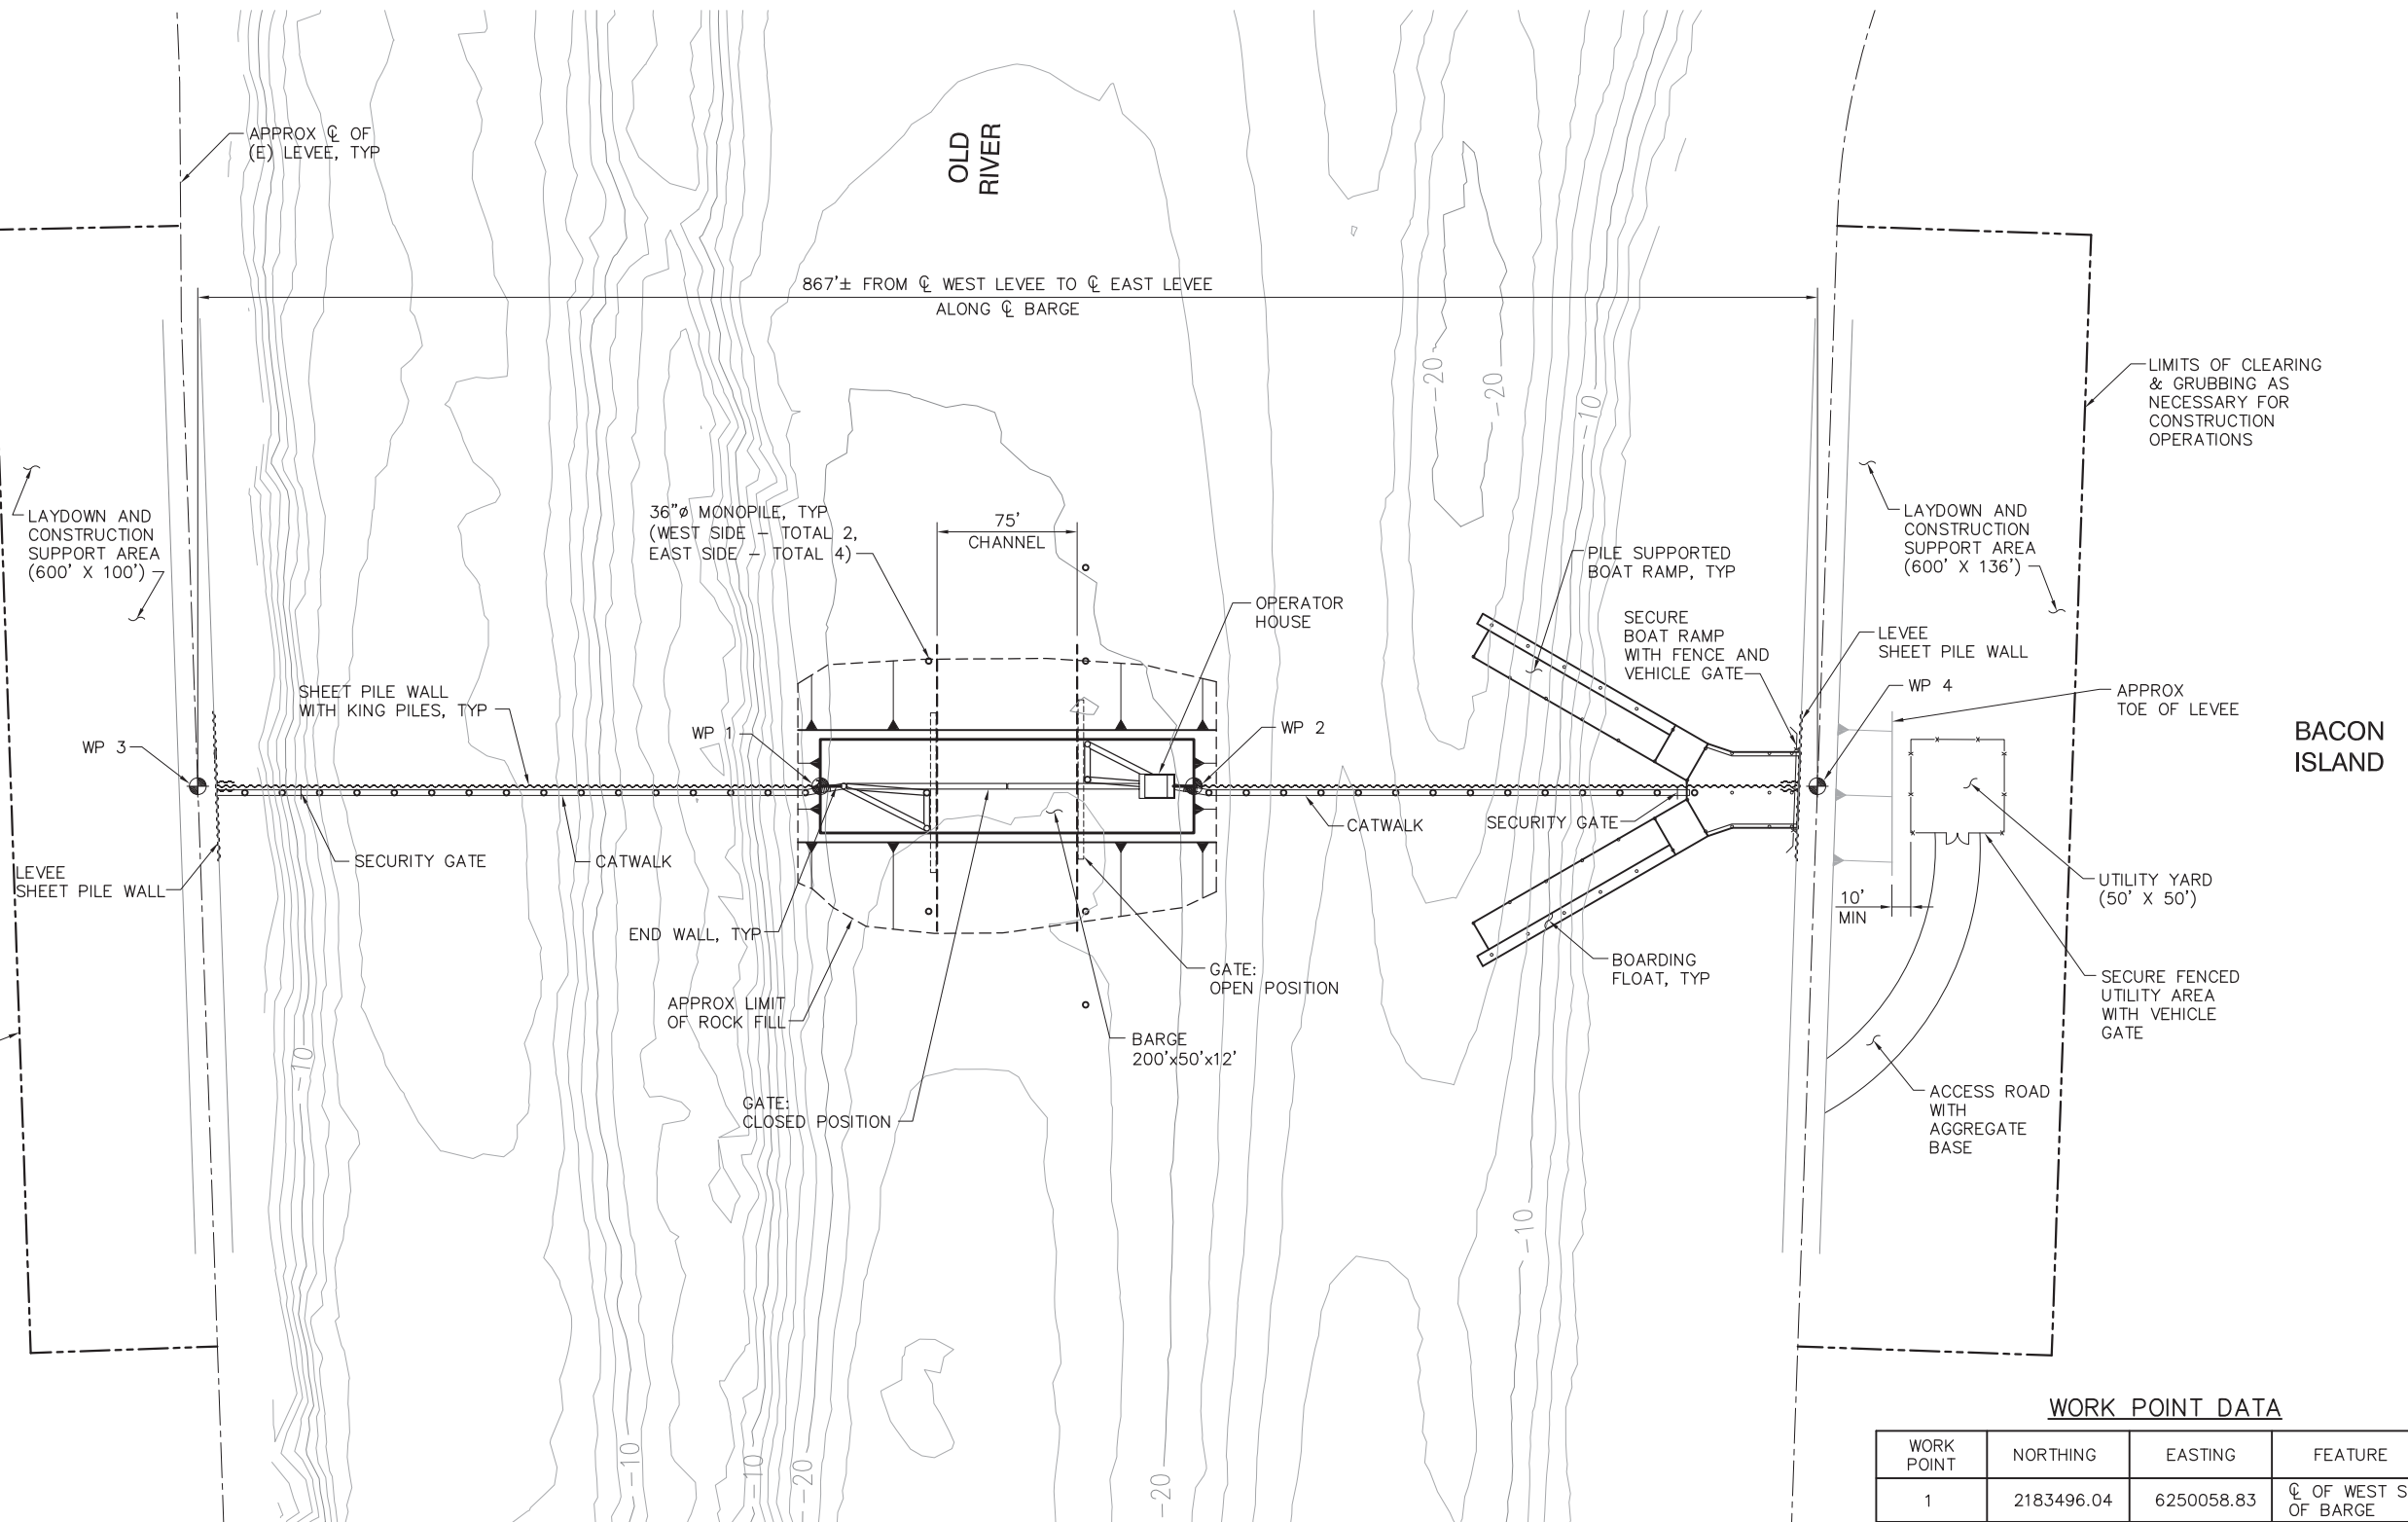 APPROX ℄ OF
(E) LEVEE, TYP
OLD
RIVER
867'± FROM ℄ WEST LEVEE TO ℄ EAST LEVEE
ALONG ℄ BARGE
LIMITS OF CLEARING
& GRUBBING AS
NECESSARY FOR
CONSTRUCTION
OPERATIONS
-20
-20
-10
LAYDOWN AND
CONSTRUCTION
SUPPORT AREA
(600' X 100')
36"ø MONOPILE, TYP
(WEST SIDE - TOTAL 2,
EAST SIDE - TOTAL 4)
75'
CHANNEL
PILE SUPPORTED
BOAT RAMP, TYP
LAYDOWN AND
CONSTRUCTION
SUPPORT AREA
(600' X 136')
OPERATOR
HOUSE
SECURE
BOAT RAMP
WITH FENCE AND
VEHICLE GATE
LEVEE
SHEET PILE WALL
WP 4
APPROX
TOE OF LEVEE
SHEET PILE WALL
WITH KING PILES, TYP
WP 3
WP 1
WP 2
BACON
ISLAND
SECURITY GATE
CATWALK
CATWALK
SECURITY GATE
LEVEE
SHEET PILE WALL
UTILITY YARD
(50' X 50')
10'
MIN
END WALL, TYP
GATE:
OPEN POSITION
BOARDING
FLOAT, TYP
SECURE FENCED
UTILITY AREA
WITH VEHICLE
GATE
APPROX LIMIT
OF ROCK FILL
BARGE
200'x50'x12'
-10
GATE:
CLOSED POSITION
ACCESS ROAD
WITH
AGGREGATE
BASE
-10
-10
-10
-20
-20
WORK POINT DATA
WORK
POINT
NORTHING
EASTING
FEATURE
1
2183496.04
6250058.83
℄ OF WEST S
OF BARGE